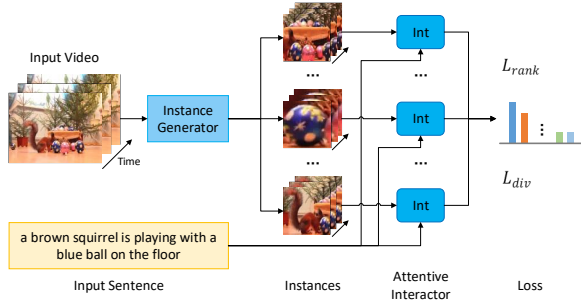 Input Video
Time
Instance
Generator
...
...
Int
...
Int
...
Int
L_rank
...
L_div
a brown squirrel is playing with a
blue ball on the floor
Input Sentence
Instances
Attentive
Interactor
Loss